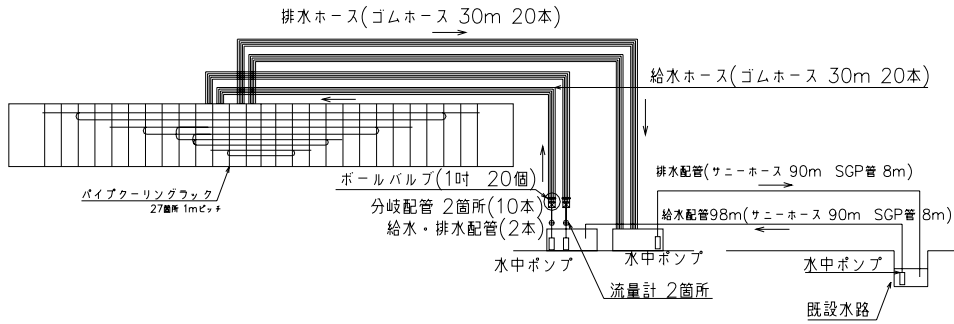 排水ホース(ゴムホース 30m 20本)
給水ホース(ゴムホース 30m 20本)
ボールバルブ(1吋 20個)
排水配管(サニーホース 90m SGP管 8m)
パイプクーリングラック
27箇所 1mピッチ
分岐配管 2箇所(10本)
給水配管98m(サニーホース 90m SGP管 8m)
給水・排水配管(2本)
水中ポンプ
水中ポンプ
水中ポンプ
流量計 2箇所
既設水路